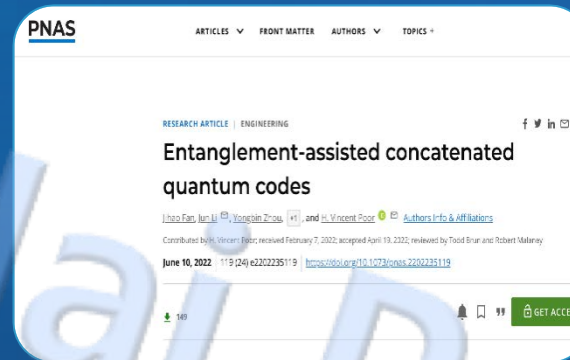 PNAS
ARTICLES FRONT MATTER AUTHORS TOPICS +
RESEARCH ARTICLE | ENGINEERING
Entanglement-assisted concatenated
quantum codes
Jihao Fan, Jun Li, Yongbin Zhou, +1, and H. Vincent Poor Authors Info & Affiliations
Contributed by H. Vincent Poor; received February 7, 2022; accepted April 19, 2022; reviewed by Todd Brun and Robert Malaney
June 10, 2022 119 (24) e2202235119 https://doi.org/10.1073/pnas.2202235119
149
GET ACCE